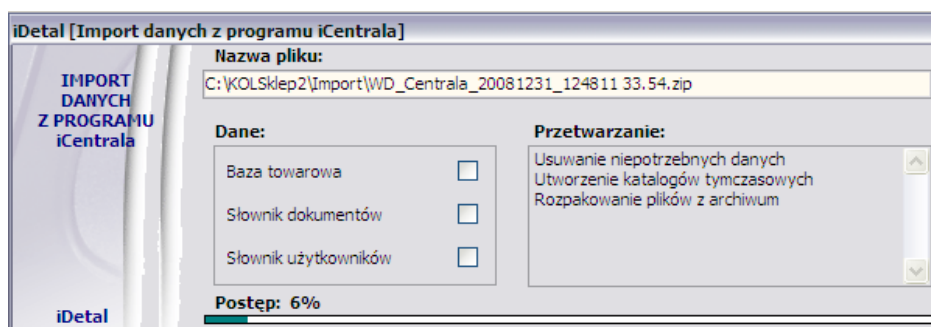 iDetal [Import danych z programu iCentrala]
IMPORT
DANYCH
Z PROGRAMU
iCentrala
Nazwa pliku:
C:\KOLSklep2\Import\WD_Centrala_20081231_124811 33.54.zip
Dane:
Baza towarowa
Słownik dokumentów
Słownik użytkowników
Przetwarzanie:
Usuwanie niepotrzebnych danych
Utworzenie katalogów tymczasowych
Rozpakowanie plików z archiwum
Postęp: 6%
iDetal